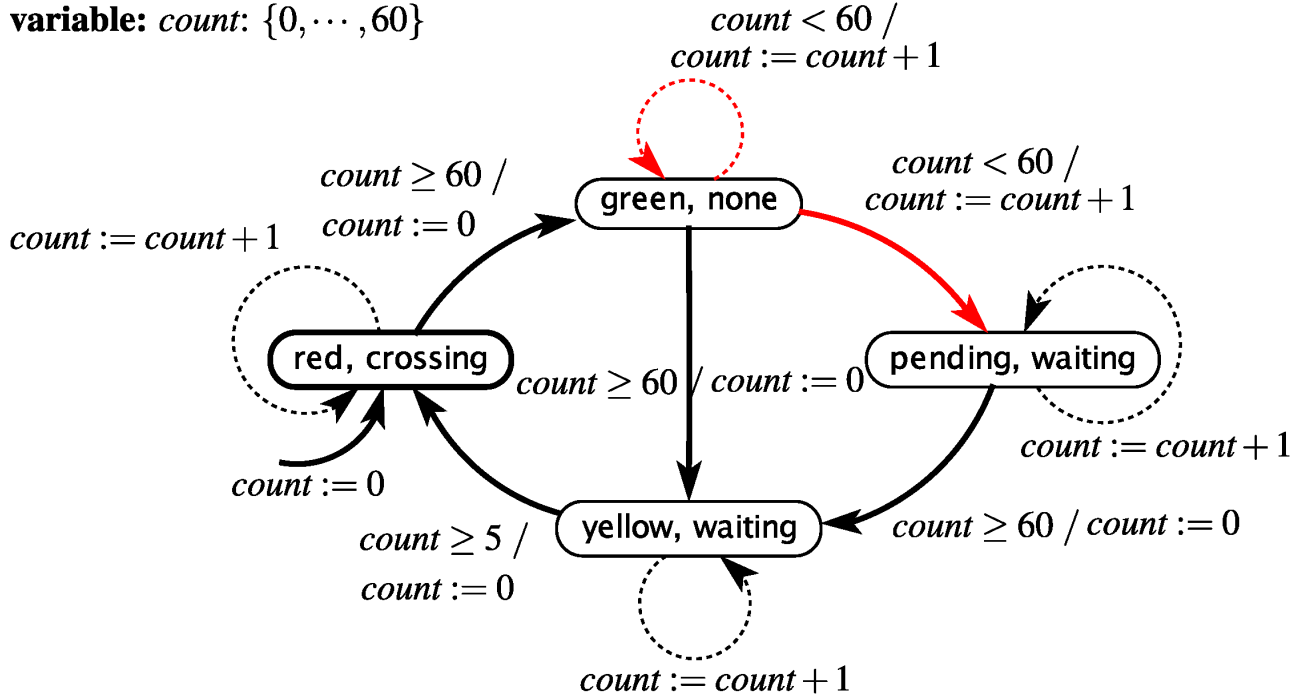 variable: count: {0, ⋯ , 60}
count < 60 /
count := count + 1
count ≥ 60 /
count := 0
count < 60 /
count := count + 1
green, none
count := count + 1
red, crossing
pending, waiting
count ≥ 60 / count := 0
count := count + 1
count := 0
yellow, waiting
count ≥ 60 / count := 0
count ≥ 5 /
count := 0
count := count + 1